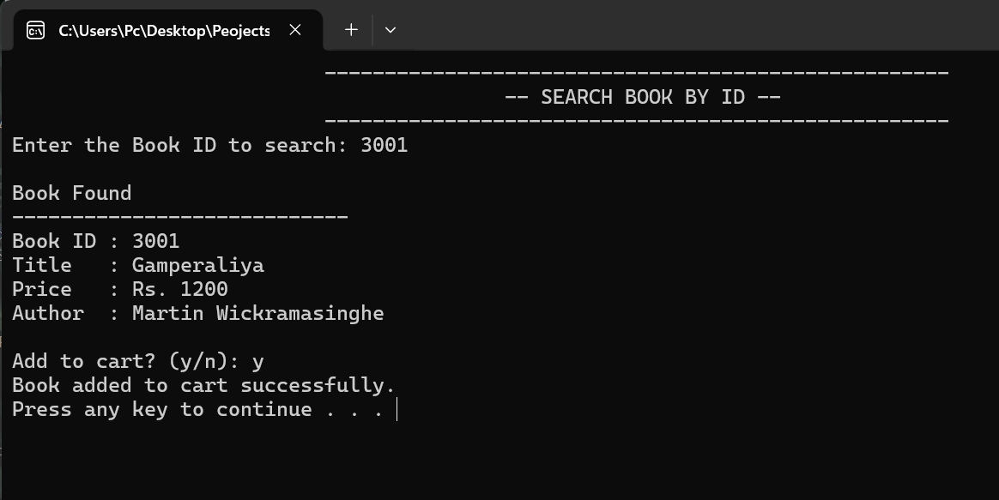 C:\Users\Pc\Desktop\Peojects
----------------------------------------------------
-- SEARCH BOOK BY ID --
----------------------------------------------------
Enter the Book ID to search: 3001
Book Found
----------------------------
Book ID : 3001
Title   : Gamperaliya
Price   : Rs. 1200
Author  : Martin Wickramasinghe
Add to cart? (y/n): y
Book added to cart successfully.
Press any key to continue . . .